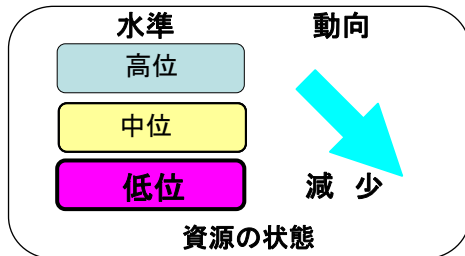 水準 動向
高位
中位
低位 減 少
資源の状態